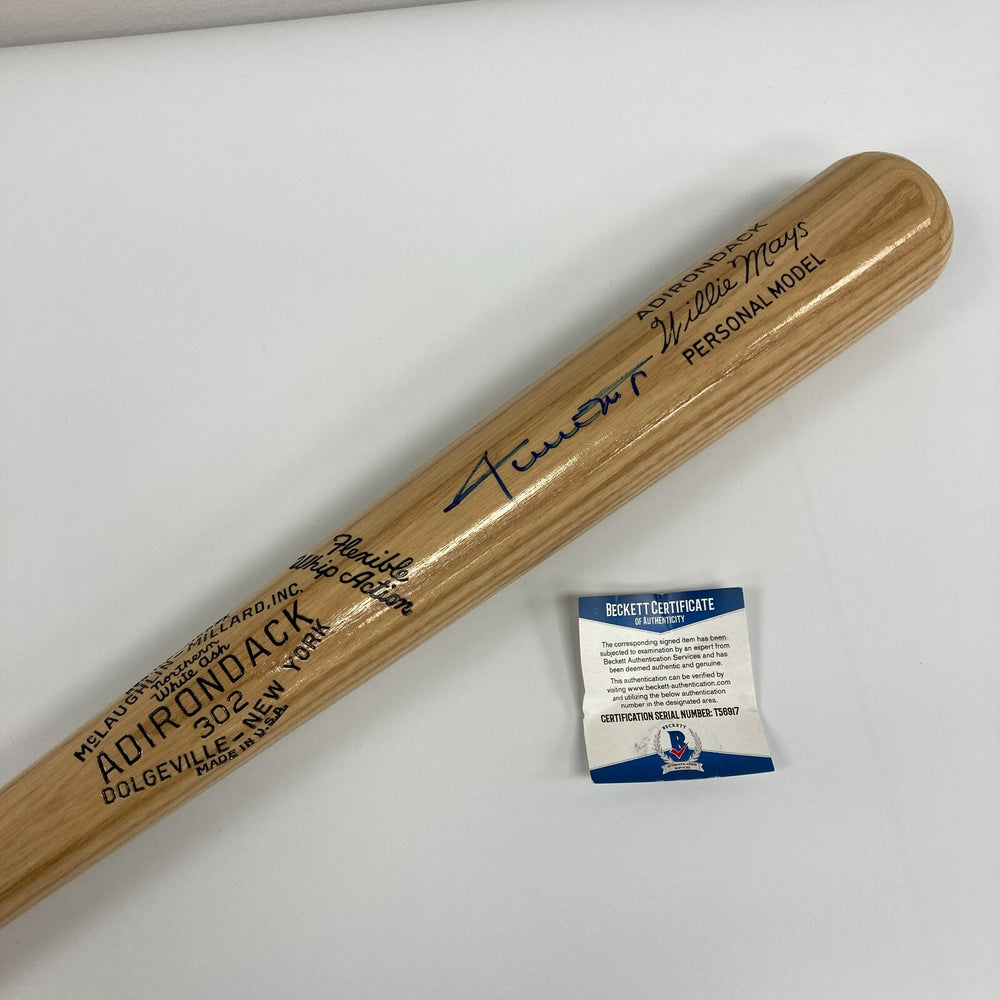 ADIRONDACK
Willie Mays
PERSONAL MODEL
Flexible
Whip Action
McLAUGHLIN-MILLARD, INC.
Northern
White Ash
ADIRONDACK
302
DOLGEVILLE-NEW YORK
MADE IN U.S.A.
BECKETT CERTIFICATE
OF AUTHENTICITY
The corresponding signed item has been
subjected to examination by an expert from
Beckett Authentication Services and has
been deemed authentic and genuine.
This authentication can be verified by
visiting www.beckett-authentication.com
and utilizing the below authentication
number in the designated area.
CERTIFICATION SERIAL NUMBER: T56917
BECKETT
B
AUTHENTICATION
SERVICES